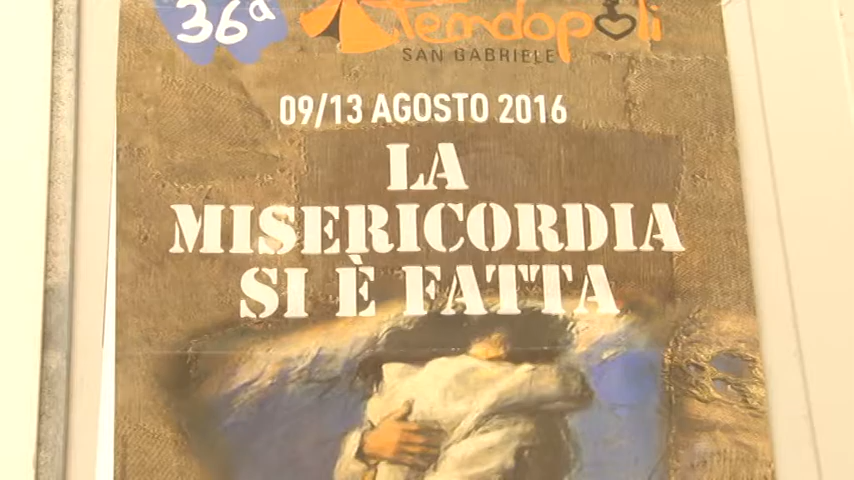 36ª Tendopoli
SAN GABRIELE
09/13 AGOSTO 2016
LA
MISERICORDIA
SI È FATTA